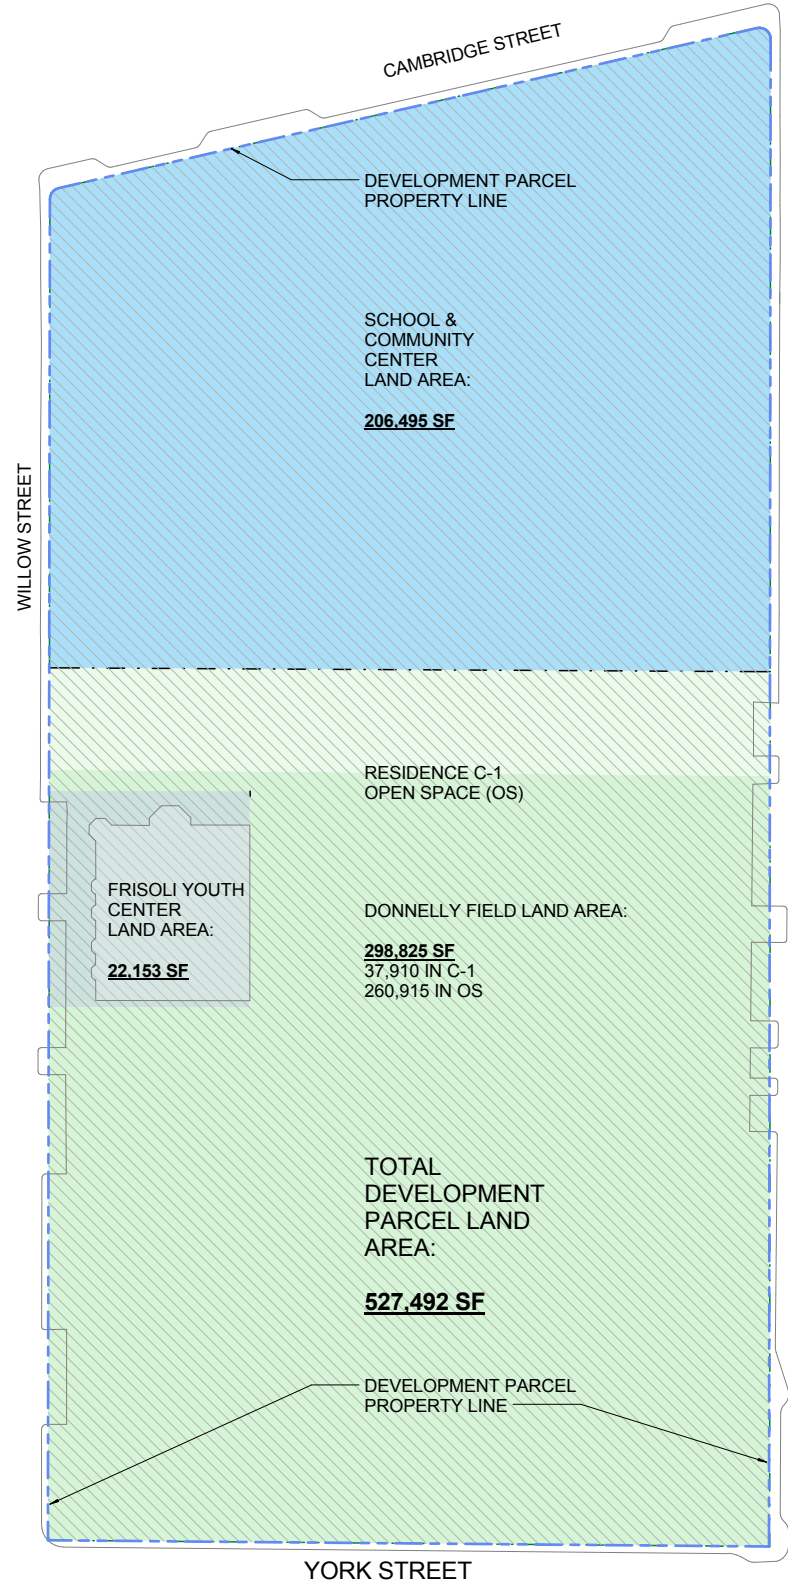 CAMBRIDGE STREET
DEVELOPMENT PARCEL
PROPERTY LINE
SCHOOL &
COMMUNITY
CENTER
LAND AREA:
206,495 SF
WILLOW STREET
RESIDENCE C-1
OPEN SPACE (OS)
FRISOLI YOUTH
CENTER
LAND AREA:
22,153 SF
DONNELLY FIELD LAND AREA:
298,825 SF
37,910 IN C-1
260,915 IN OS
TOTAL
DEVELOPMENT
PARCEL LAND
AREA:
527,492 SF
DEVELOPMENT PARCEL
PROPERTY LINE
YORK STREET